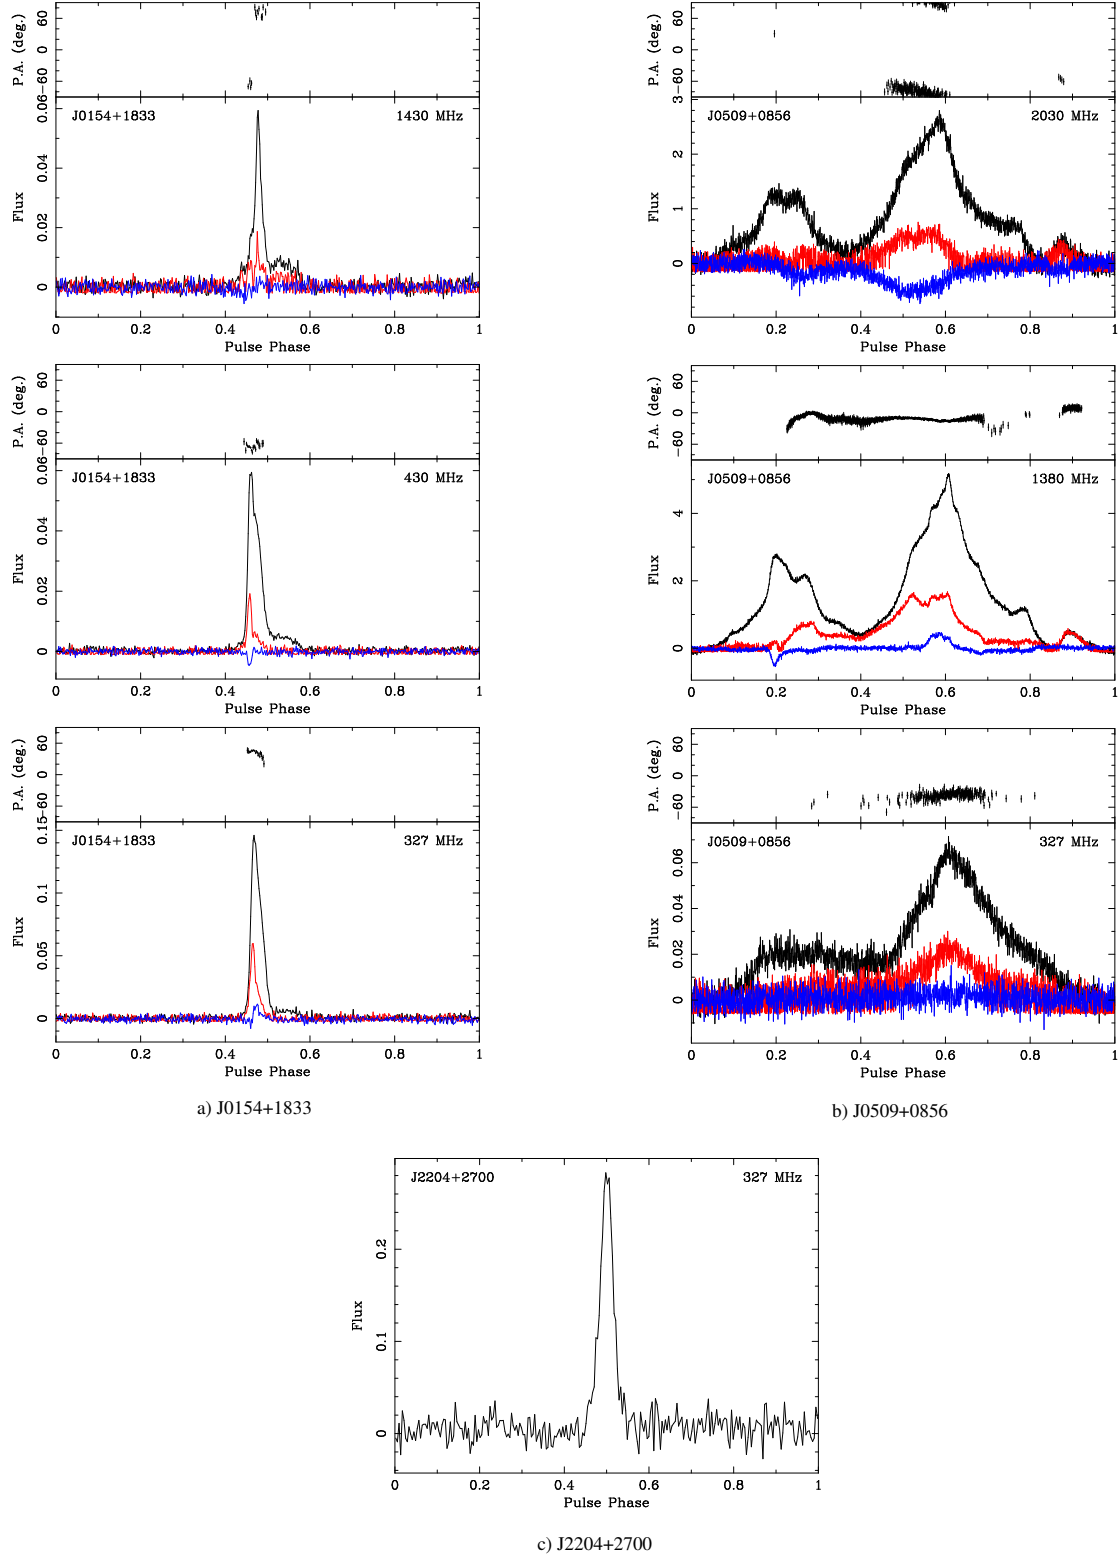 P.A. (deg.)
60
0
-60
J0154+1833
1430 MHz
Flux
0.06
0.04
0.02
0
0 0.2 0.4 0.6 0.8 1
Pulse Phase
P.A. (deg.)
60
0
-60
J0154+1833
430 MHz
Flux
0.06
0.04
0.02
0
0 0.2 0.4 0.6 0.8 1
Pulse Phase
P.A. (deg.)
60
0
-60
J0154+1833
327 MHz
Flux
0.15
0.1
0.05
0
0 0.2 0.4 0.6 0.8 1
Pulse Phase
a) J0154+1833
P.A. (deg.)
60
0
-60
J0509+0856
2030 MHz
Flux
3
2
1
0
0 0.2 0.4 0.6 0.8 1
Pulse Phase
P.A. (deg.)
60
0
-60
J0509+0856
1380 MHz
Flux
4
2
0
0 0.2 0.4 0.6 0.8 1
Pulse Phase
P.A. (deg.)
60
0
-60
J0509+0856
327 MHz
Flux
0.06
0.04
0.02
0
0 0.2 0.4 0.6 0.8 1
Pulse Phase
b) J0509+0856
J2204+2700
327 MHz
Flux
0.2
0.1
0
0 0.2 0.4 0.6 0.8 1
Pulse Phase
c) J2204+2700